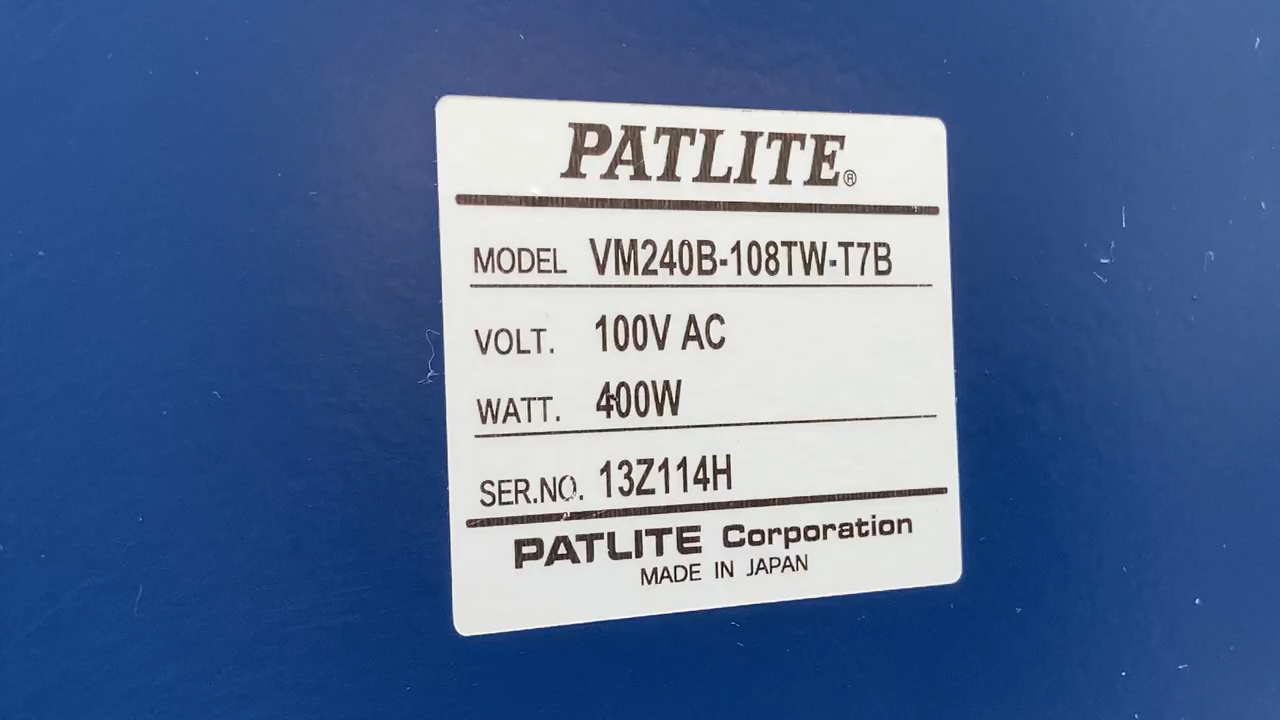 PATLITE®
MODEL VM240B-108TW-T7B
VOLT. 100V AC
WATT. 400W
SER.NO. 13Z114H
PATLITE Corporation
MADE IN JAPAN